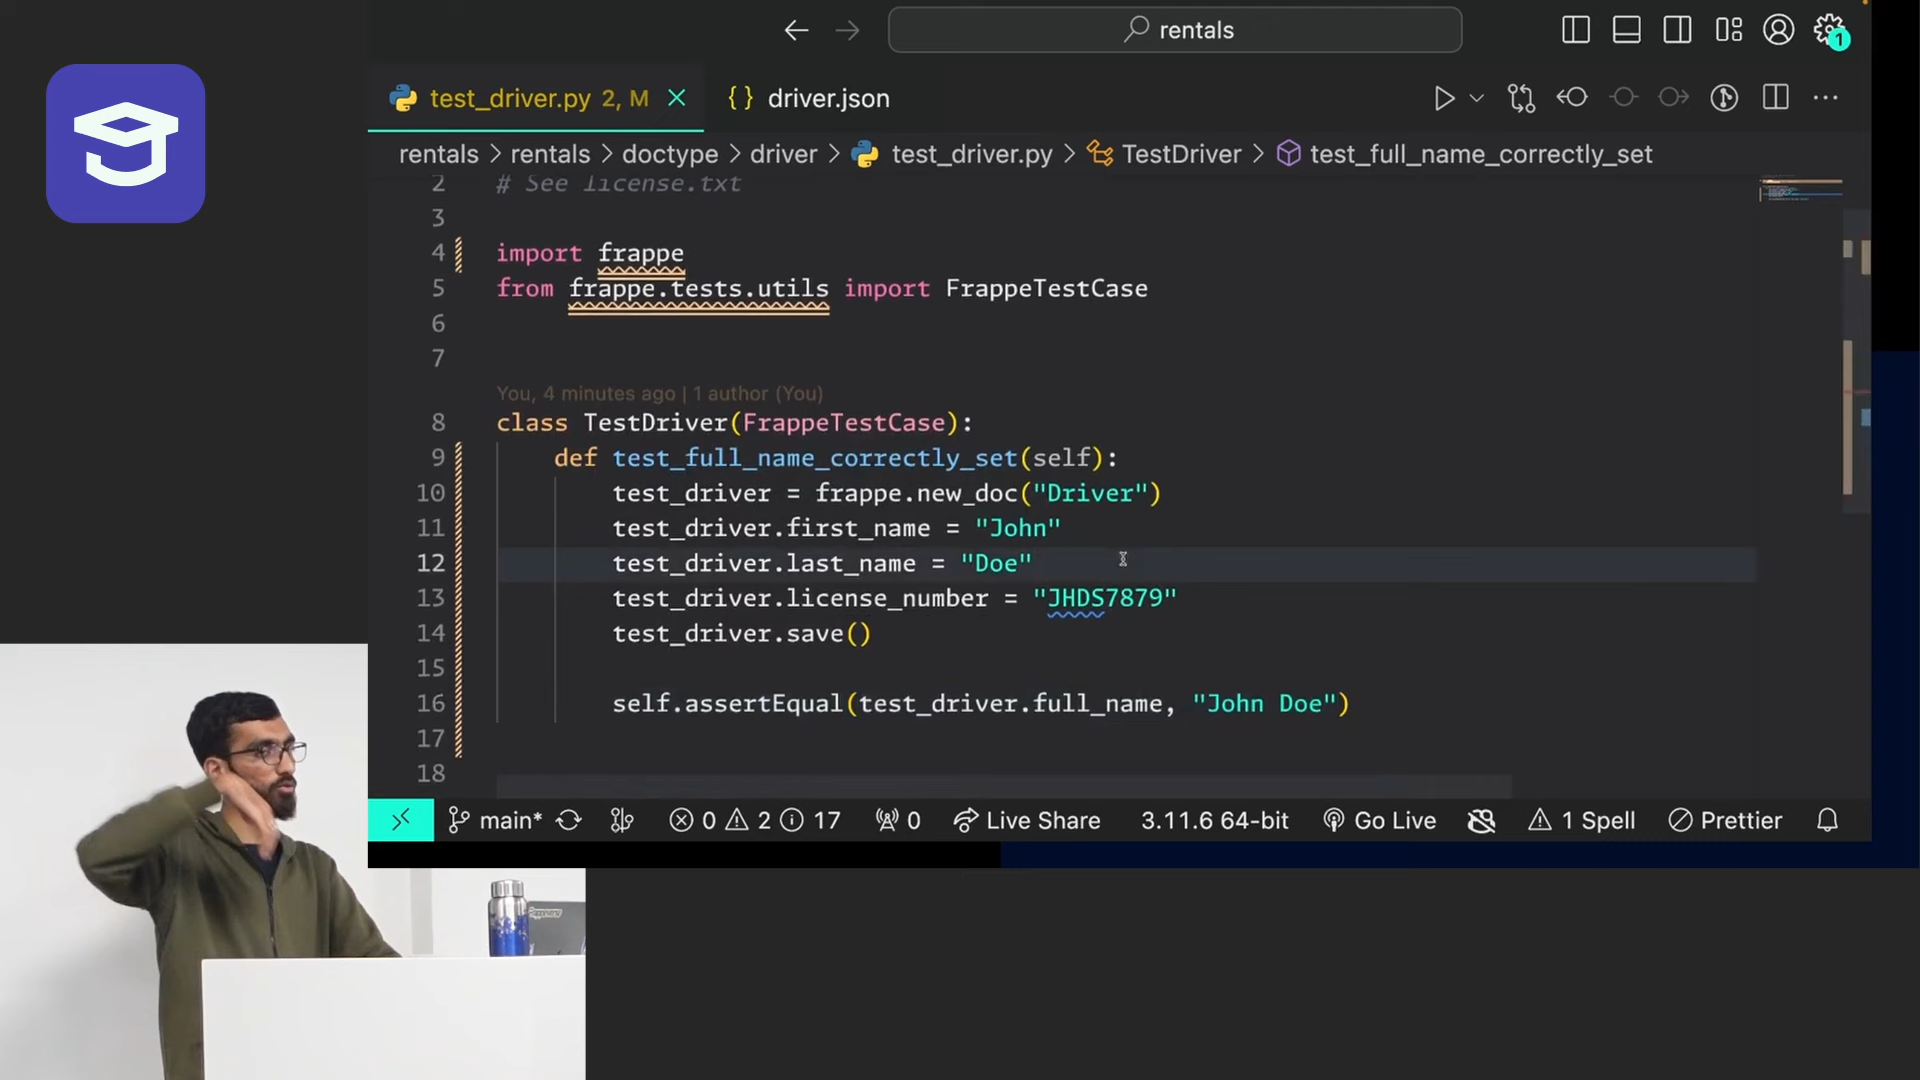 rentals
1
test_driver.py 2, M
{} driver.json
rentals > rentals > doctype > driver > test_driver.py > TestDriver > test_full_name_correctly_set
2 # See license.txt
3
4 import frappe
5 from frappe.tests.utils import FrappeTestCase
6
7
You, 4 minutes ago | 1 author (You)
8 class TestDriver(FrappeTestCase):
9 def test_full_name_correctly_set(self):
10 test_driver = frappe.new_doc("Driver")
11 test_driver.first_name = "John"
12 test_driver.last_name = "Doe"
13 test_driver.license_number = "JHDS7879"
14 test_driver.save()
15
16 self.assertEqual(test_driver.full_name, "John Doe")
17
18
main* 0 2 17 0 Live Share 3.11.6 64-bit Go Live 1 Spell Prettier